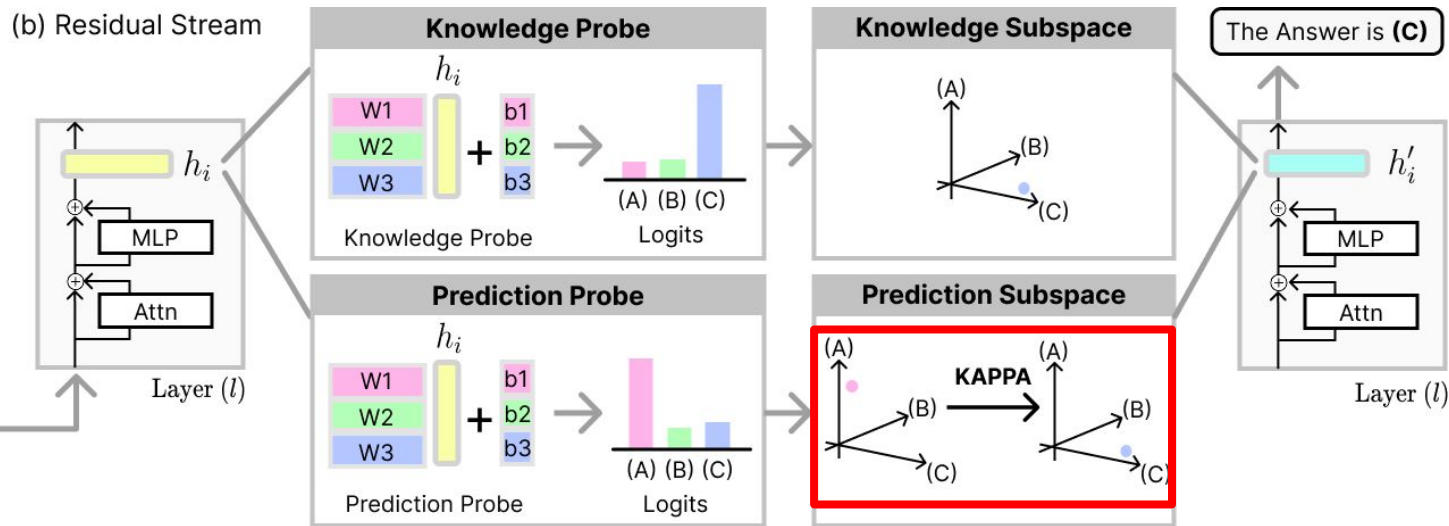 (b) Residual Stream
h_i
MLP
Attn
Layer (l)
Knowledge Probe
h_i
W1
W2
W3
+
b1
b2
b3
Knowledge Probe
(A) (B) (C)
Logits
Knowledge Subspace
(A)
(B)
(C)
Prediction Probe
h_i
W1
W2
W3
+
b1
b2
b3
Prediction Probe
(A) (B) (C)
Logits
Prediction Subspace
(A)
(B)
(C)
KAPPA
(A)
(B)
(C)
The Answer is (C)
h'_i
MLP
Attn
Layer (l)